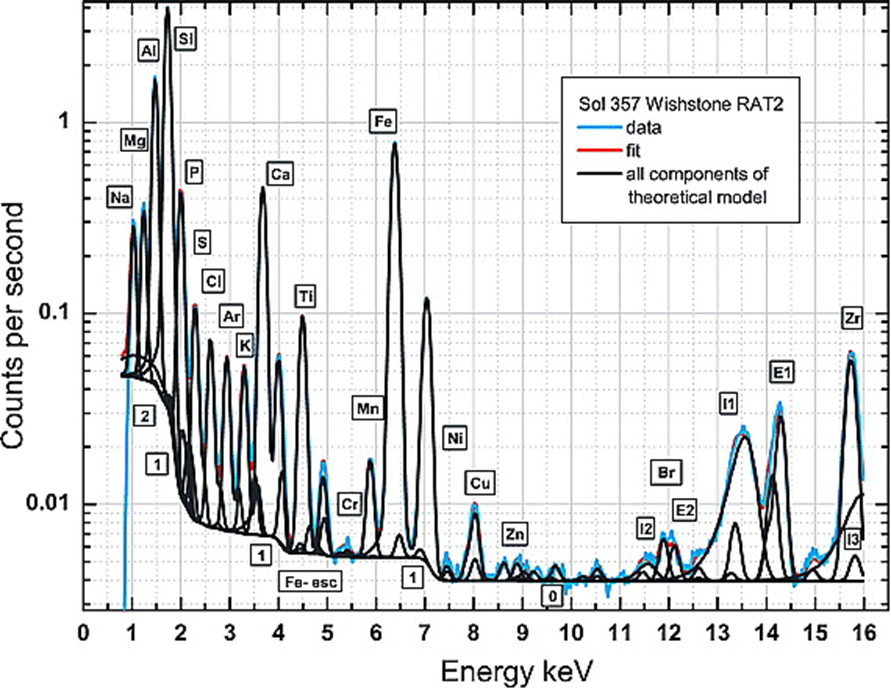 Si
Al
Sol 357 Wishstone RAT2
data
fit
all components of
theoretical model
1
Fe
Mg
P
Ca
Na
S
Cl
Ti
Ar
Zr
0.1
K
E1
I1
Mn
Ni
2
Cu
Br
1
Cr
E2
0.01
Zn
I2
I3
1
Fe- esc
1
0
Counts per second
0 1 2 3 4 5 6 7 8 9 10 11 12 13 14 15 16
Energy keV